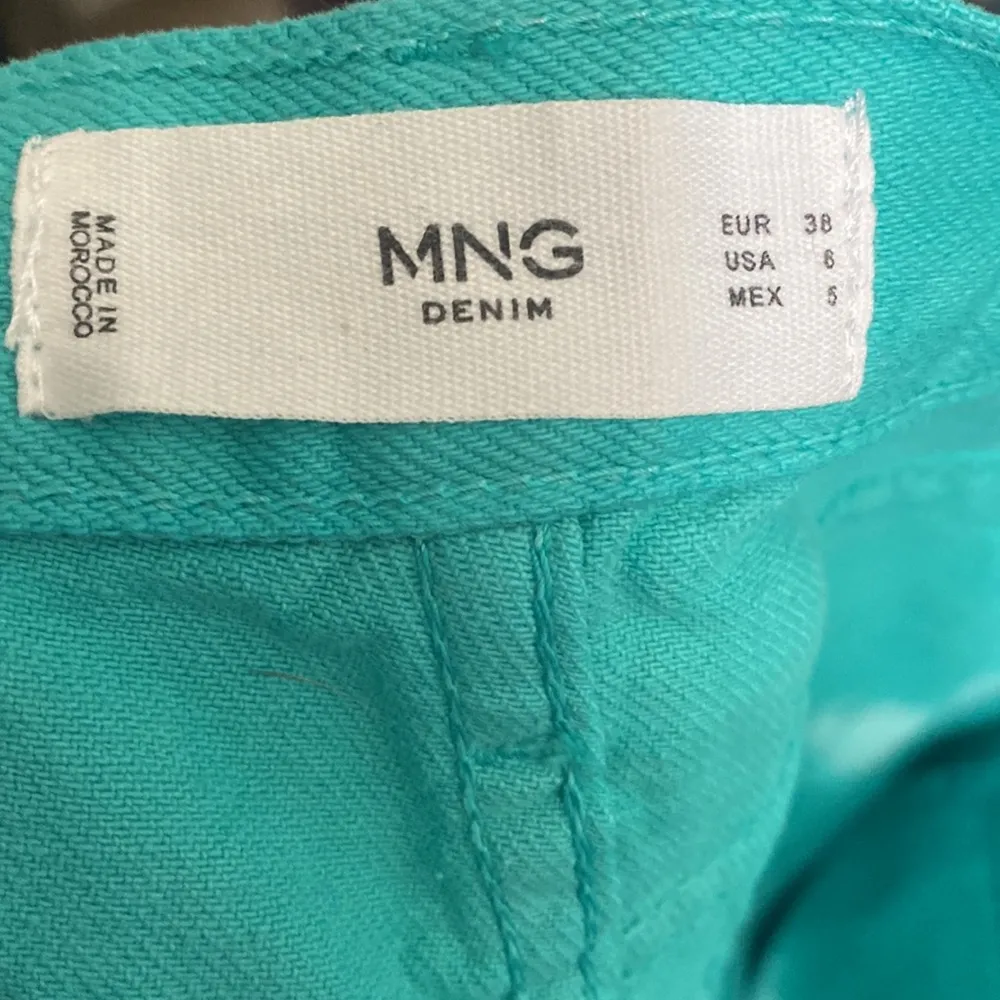 MADE IN
MOROCCO
MNG
DENIM
EUR 38
USA 6
MEX 5